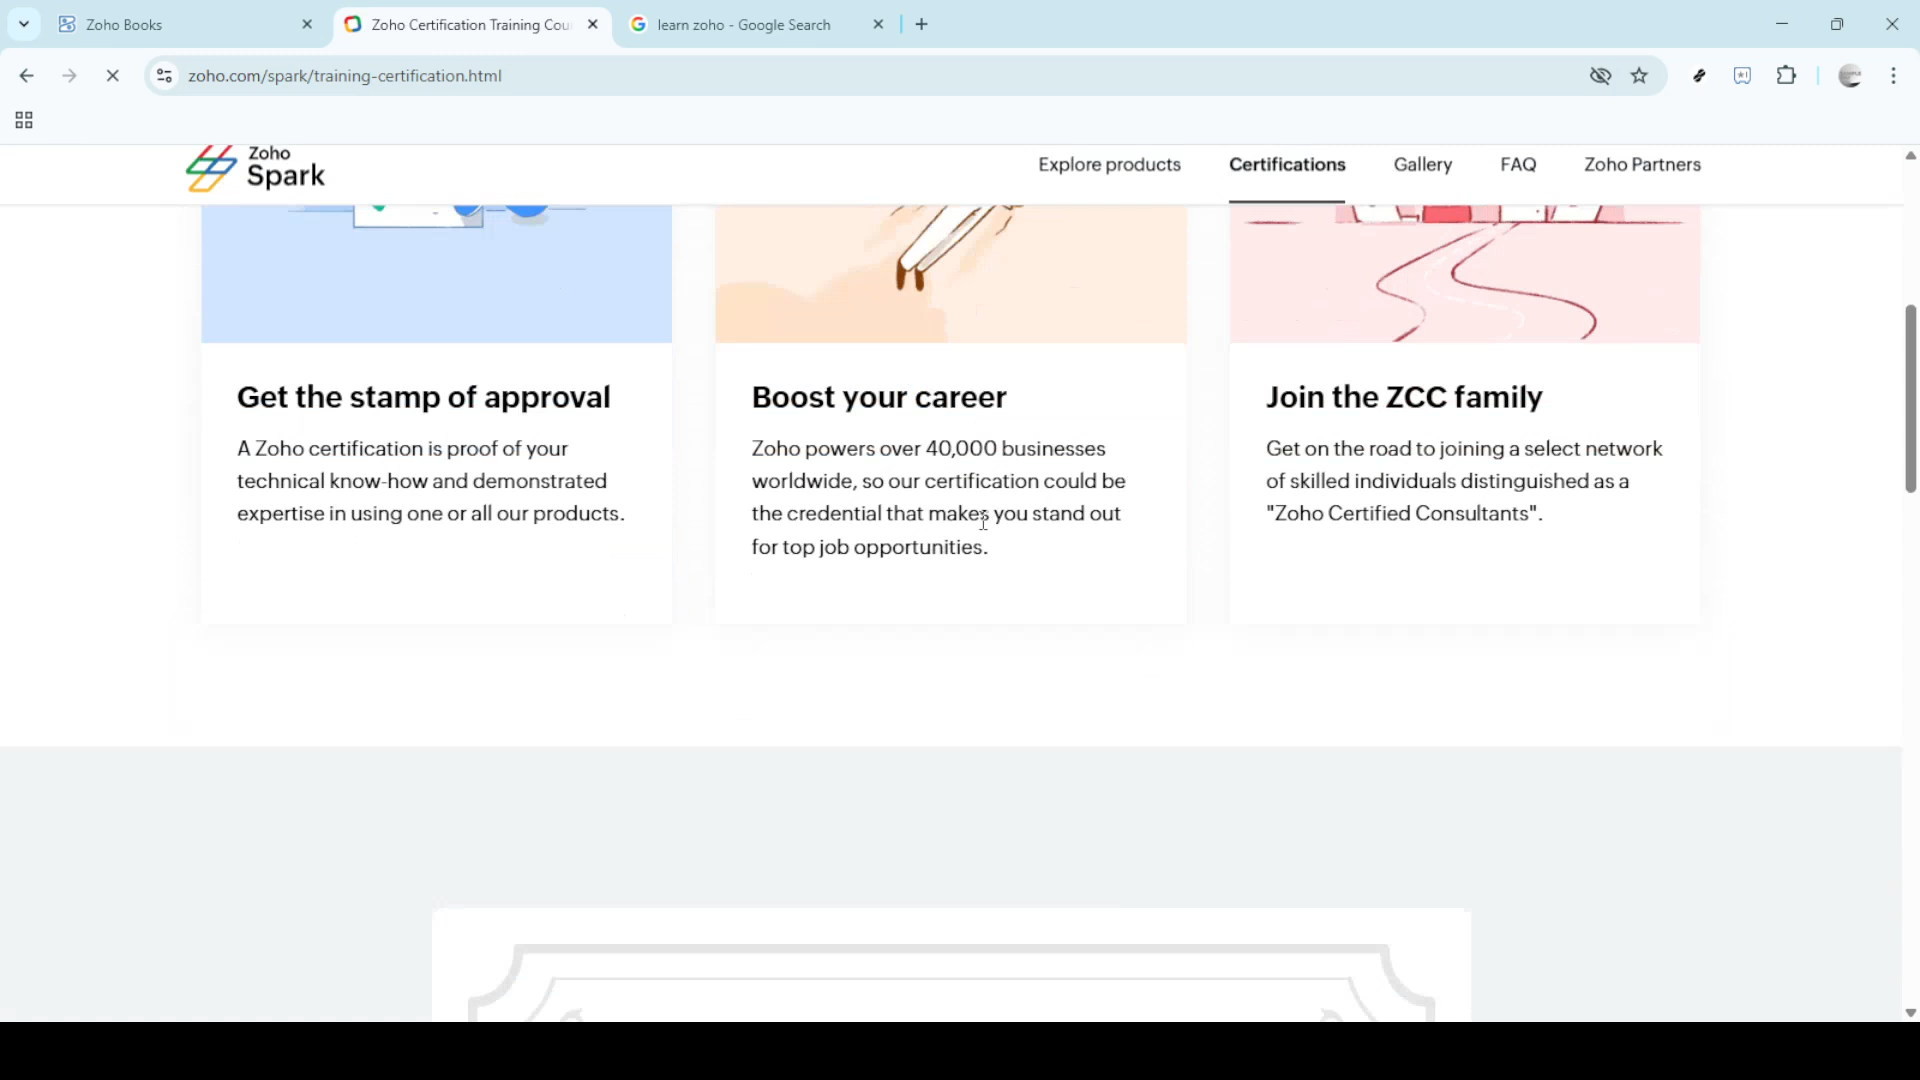 Zoho Books
Zoho Certification Training Cou
learn zoho - Google Search
zoho.com/spark/training-certification.html
Zoho
Spark
Explore products
Certifications
Gallery
FAQ
Zoho Partners
Get the stamp of approval
A Zoho certification is proof of your
technical know-how and demonstrated
expertise in using one or all our products.
Boost your career
Zoho powers over 40,000 businesses
worldwide, so our certification could be
the credential that makes you stand out
for top job opportunities.
Join the ZCC family
Get on the road to joining a select network
of skilled individuals distinguished as a
"Zoho Certified Consultants".